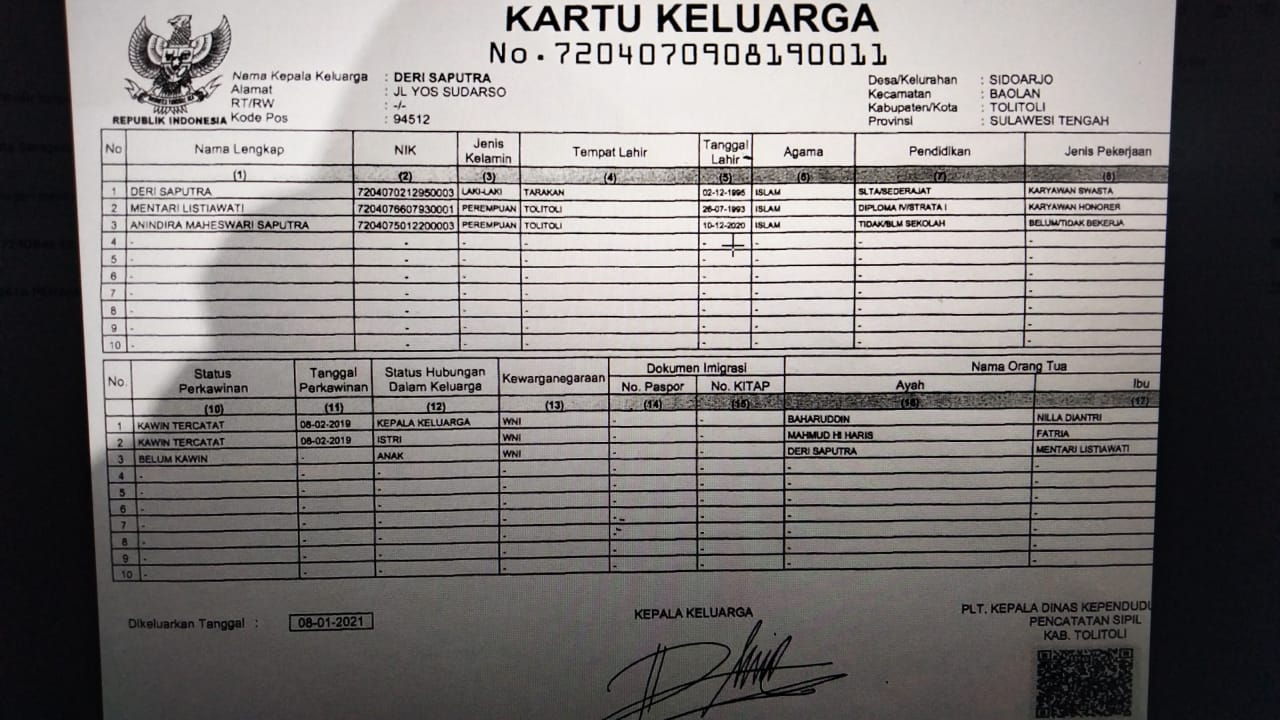 KARTU KELUARGA
No. 7204070908190011
REPUBLIK INDONESIA
Nama Kepala Keluarga : DERI SAPUTRA
Alamat : JL YOS SUDARSO
RT/RW : -/-
Kode Pos : 94512
Desa/Kelurahan : SIDOARJO
Kecamatan : BAOLAN
Kabupaten/Kota : TOLITOLI
Provinsi : SULAWESI TENGAH
No Nama Lengkap NIK Jenis Kelamin Tempat Lahir Tanggal Lahir Agama Pendidikan Jenis Pekerjaan
(1) (2) (3) (4) (5) (6) (7) (8)
1 DERI SAPUTRA 7204070212950003 LAKI-LAKI TARAKAN 02-12-1995 ISLAM SLTA/SEDERAJAT KARYAWAN SWASTA
2 MENTARI LISTIAWATI 7204076607930001 PEREMPUAN TOLITOLI 26-07-1993 ISLAM DIPLOMA IV/STRATA I KARYAWAN HONORER
3 ANINDIRA MAHESWARI SAPUTRA 7204075012200003 PEREMPUAN TOLITOLI 10-12-2020 ISLAM TIDAK/BLM SEKOLAH BELUM/TIDAK BEKERJA
4 - - - - - - - -
5 - - - - - - - -
6 - - - - - - - -
7 - - - - - - - -
8 - - - - - - - -
9 - - - - - - - -
10 - - - - - - - -
No. Status Perkawinan Tanggal Perkawinan Status Hubungan Dalam Keluarga Kewarganegaraan Dokumen Imigrasi Nama Orang Tua
No. Paspor No. KITAP Ayah Ibu
(10) (11) (12) (13) (14) (15) (16) (17)
1 KAWIN TERCATAT 08-02-2019 KEPALA KELUARGA WNI - - BAHARUDDIN NILLA DIANTRI
2 KAWIN TERCATAT 08-02-2019 ISTRI WNI - - MAHMUD HI HARIS FATRIA
3 BELUM KAWIN - ANAK WNI - - DERI SAPUTRA MENTARI LISTIAWATI
4 - - - - - - - -
5 - - - - - - - -
6 - - - - - - - -
7 - - - - - - - -
8 - - - - - - - -
9 - - - - - - - -
10 - - - - - - - -
Dikeluarkan Tanggal : 08-01-2021
KEPALA KELUARGA
PLT. KEPALA DINAS KEPENDUDU
PENCATATAN SIPIL
KAB. TOLITOLI